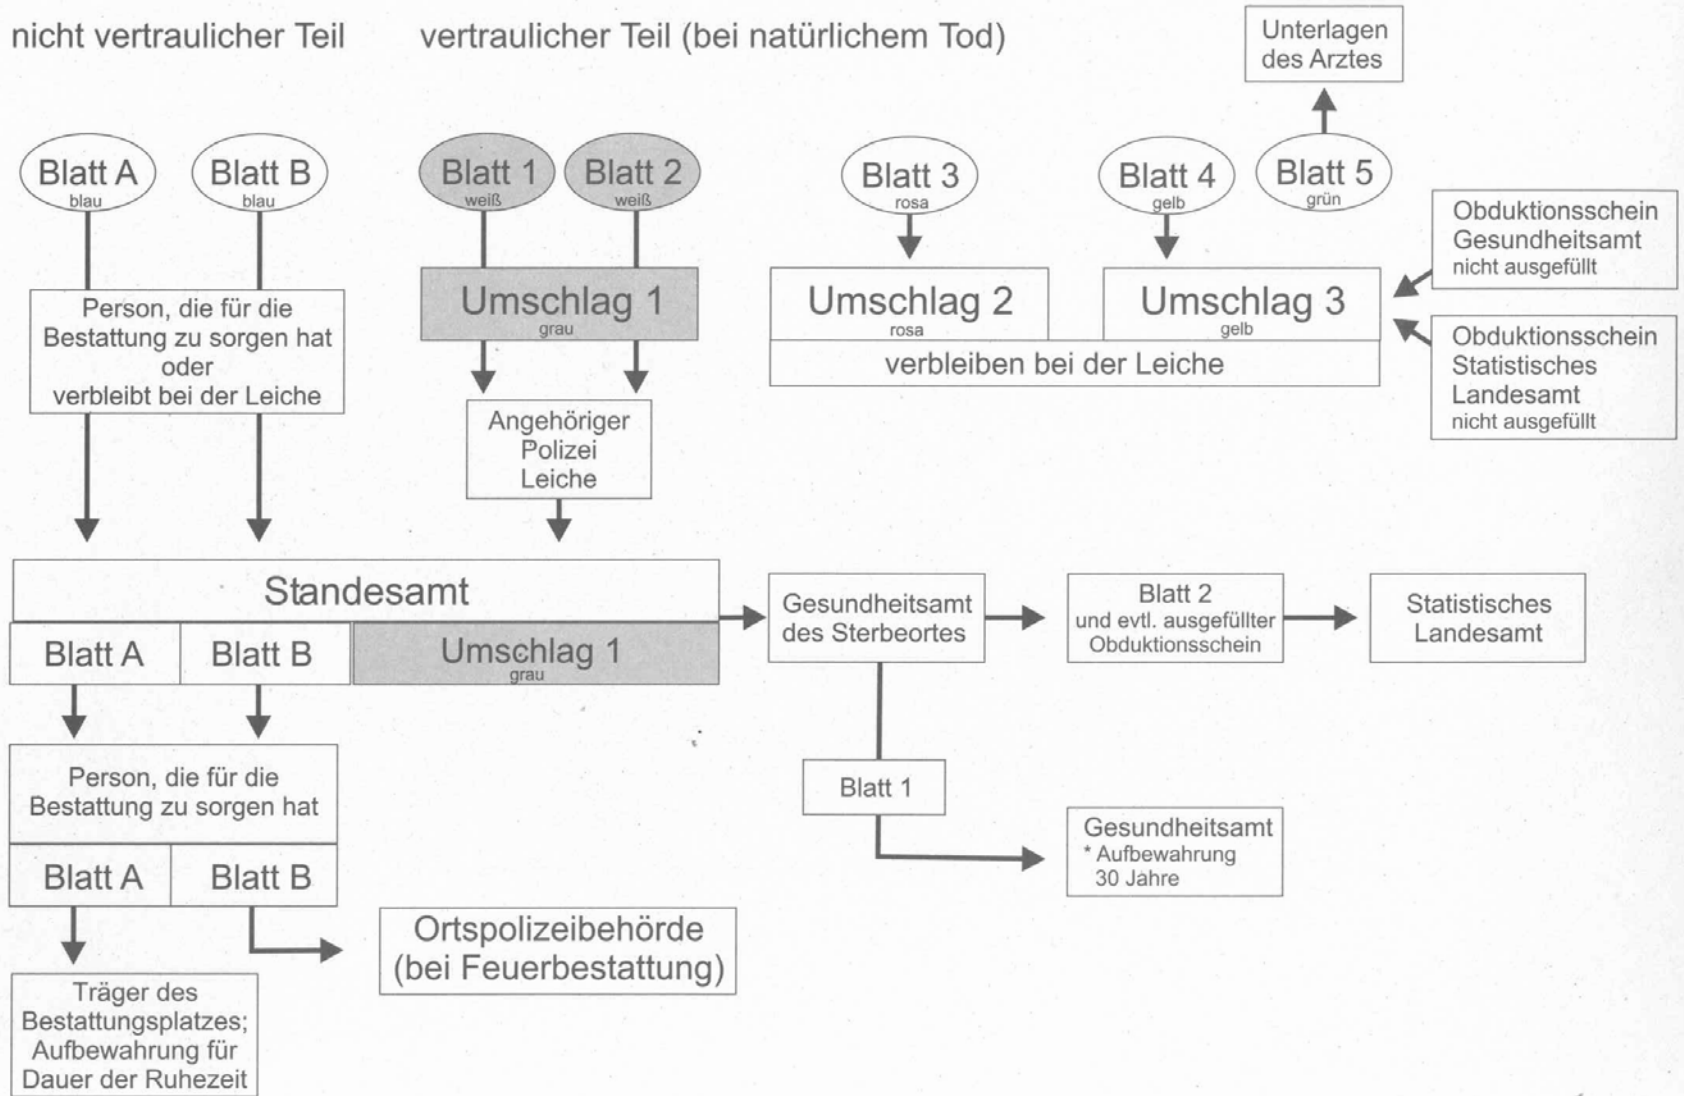 nicht vertraulicher Teil
vertraulicher Teil (bei natürlichem Tod)
Unterlagen
des Arztes
Blatt A
blau
Blatt B
blau
Blatt 1
weiß
Blatt 2
weiß
Blatt 3
rosa
Blatt 4
gelb
Blatt 5
grün
Obduktionsschein
Gesundheitsamt
nicht ausgefüllt
Person, die für die
Bestattung zu sorgen hat
oder
verbleibt bei der Leiche
Umschlag 1
grau
Umschlag 2
rosa
Umschlag 3
gelb
verbleiben bei der Leiche
Obduktionsschein
Statistisches
Landesamt
nicht ausgefüllt
Angehöriger
Polizei
Leiche
Standesamt
Blatt A
Blatt B
Umschlag 1
grau
Gesundheitsamt
des Sterbeortes
Blatt 2
und evtl. ausgefüllter
Obduktionsschein
Statistisches
Landesamt
Person, die für die
Bestattung zu sorgen hat
Blatt A
Blatt B
Blatt 1
Gesundheitsamt
* Aufbewahrung
30 Jahre
Ortspolizeibehörde
(bei Feuerbestattung)
Träger des
Bestattungsplatzes;
Aufbewahrung für
Dauer der Ruhezeit